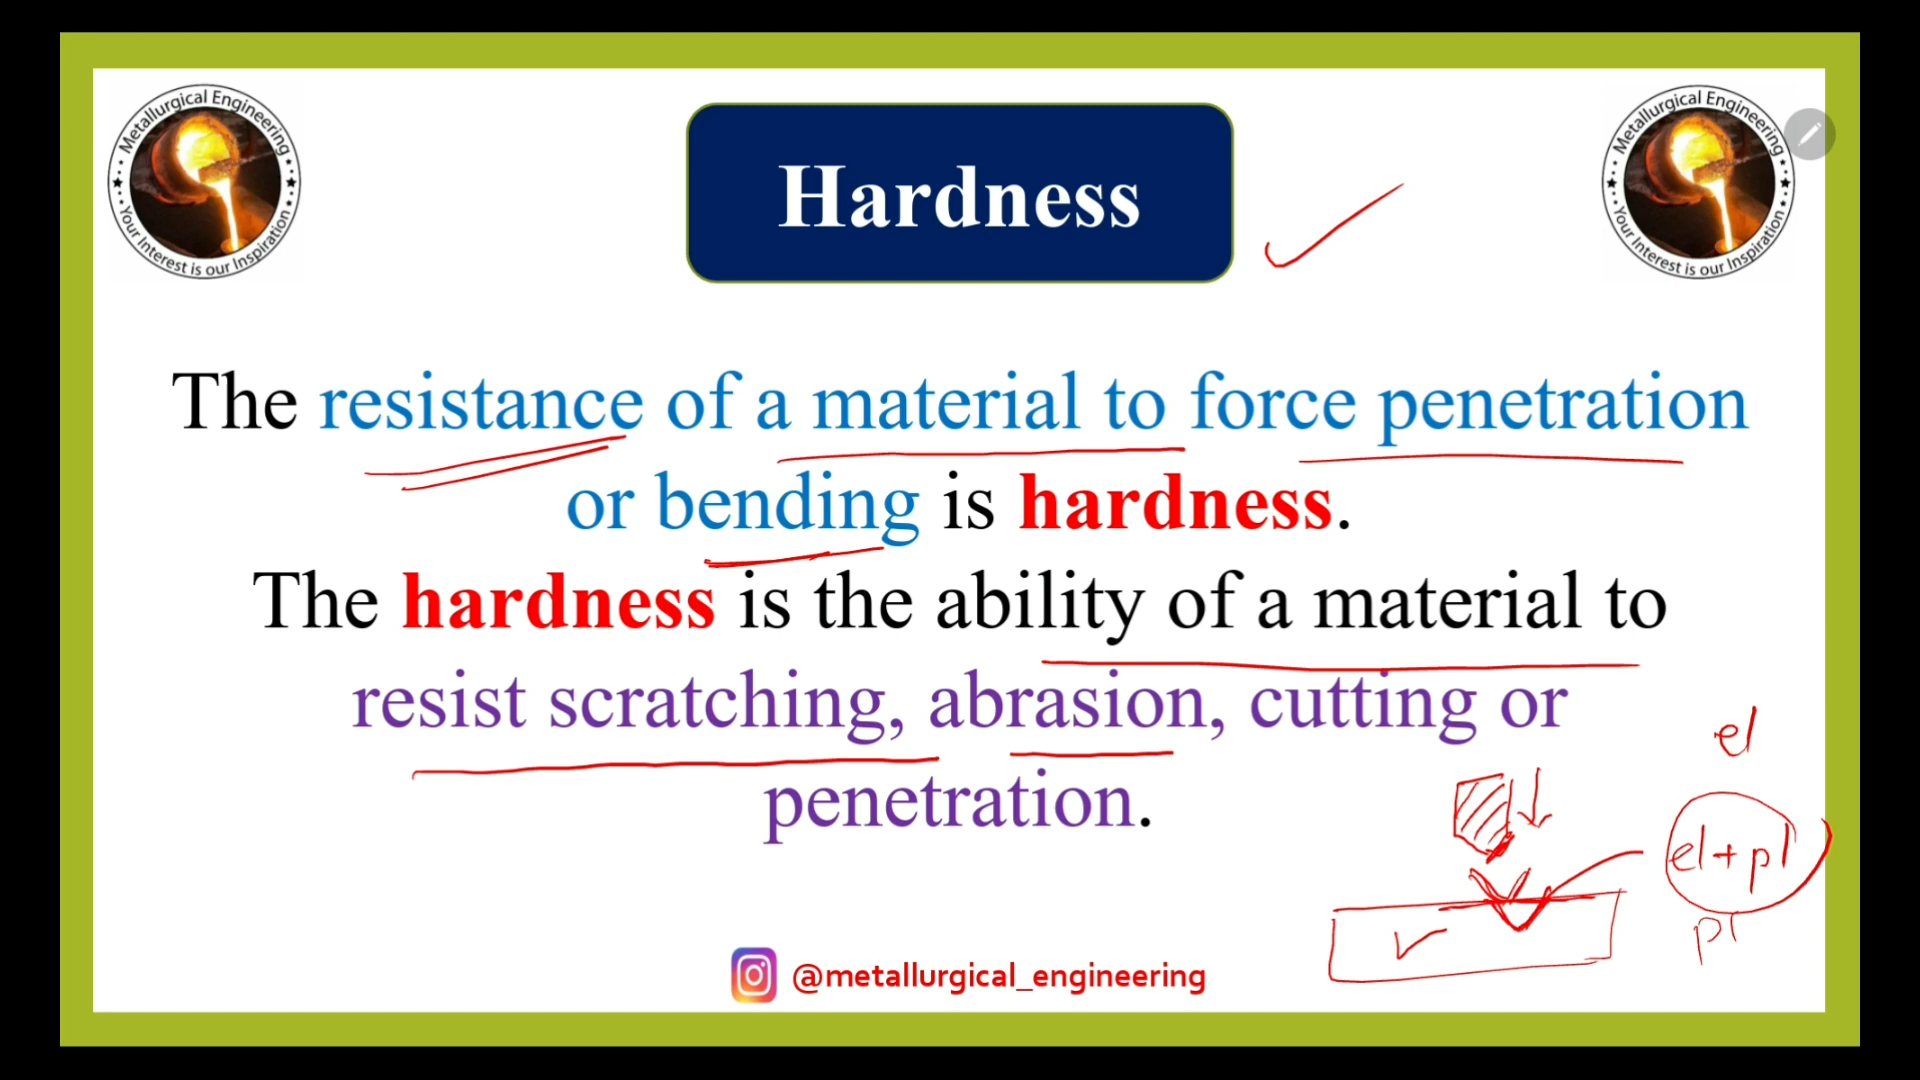 Metallurgical Engineering
Your Interest is our Inspiration
Hardness
Metallurgical Engineering
Your Interest is our Inspiration
The resistance of a material to force penetration
or bending is hardness.
The hardness is the ability of a material to
resist scratching, abrasion, cutting or
penetration.
el
el + pl
pl
@metallurgical_engineering